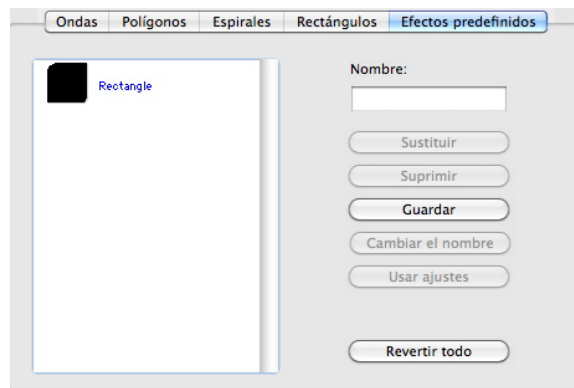 Ondas Polígonos Espirales Rectángulos Efectos predefinidos
Rectangle
Nombre:
Sustituir
Suprimir
Guardar
Cambiar el nombre
Usar ajustes
Revertir todo